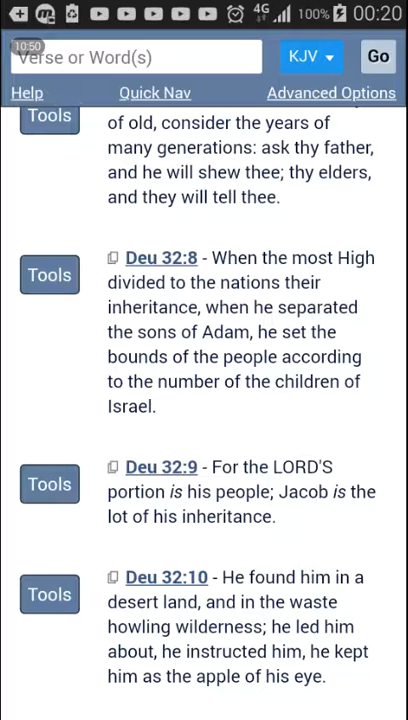 4G 100% 00:20
10:50
Verse or Word(s) KJV Go
Help Quick Nav Advanced Options
Tools
of old, consider the years of
many generations: ask thy father,
and he will shew thee; thy elders,
and they will tell thee.
Tools
Deu 32:8 - When the most High
divided to the nations their
inheritance, when he separated
the sons of Adam, he set the
bounds of the people according
to the number of the children of
Israel.
Tools
Deu 32:9 - For the LORD'S
portion is his people; Jacob is the
lot of his inheritance.
Tools
Deu 32:10 - He found him in a
desert land, and in the waste
howling wilderness; he led him
about, he instructed him, he kept
him as the apple of his eye.